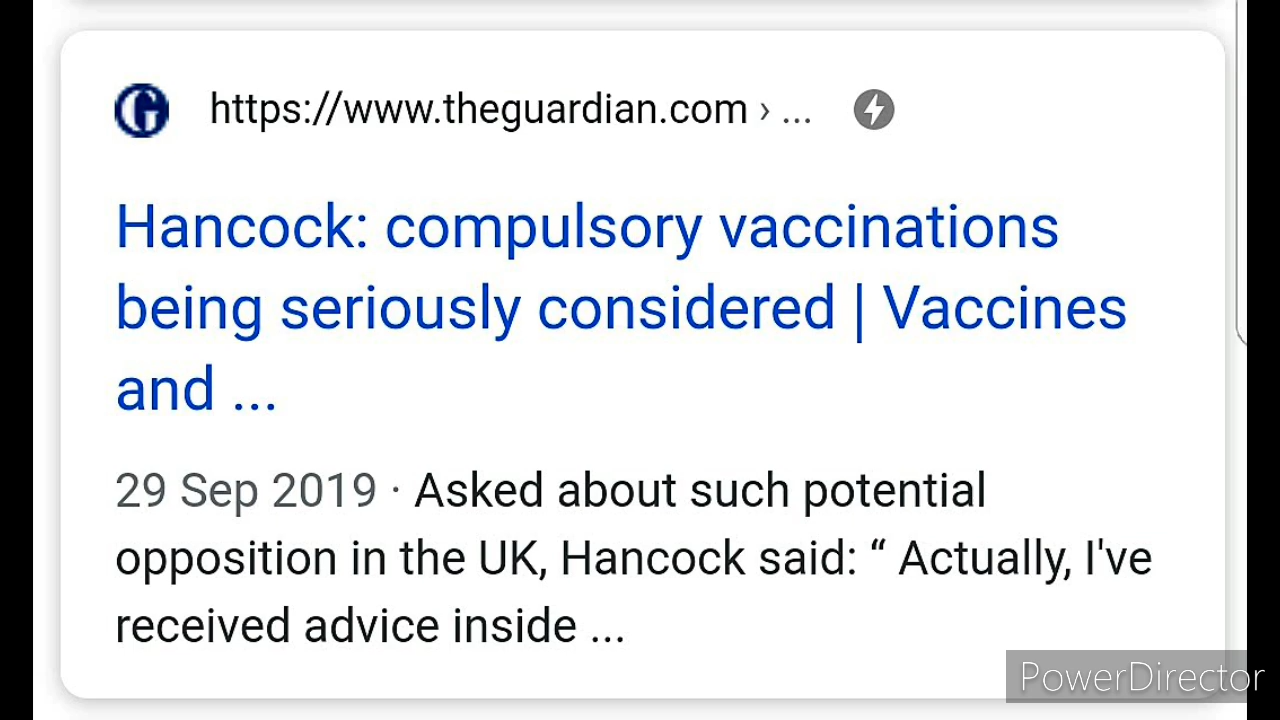 G
https://www.theguardian.com › ...
Hancock: compulsory vaccinations
being seriously considered | Vaccines
and ...
29 Sep 2019 · Asked about such potential
opposition in the UK, Hancock said: “ Actually, I've
received advice inside ...
PowerDirector